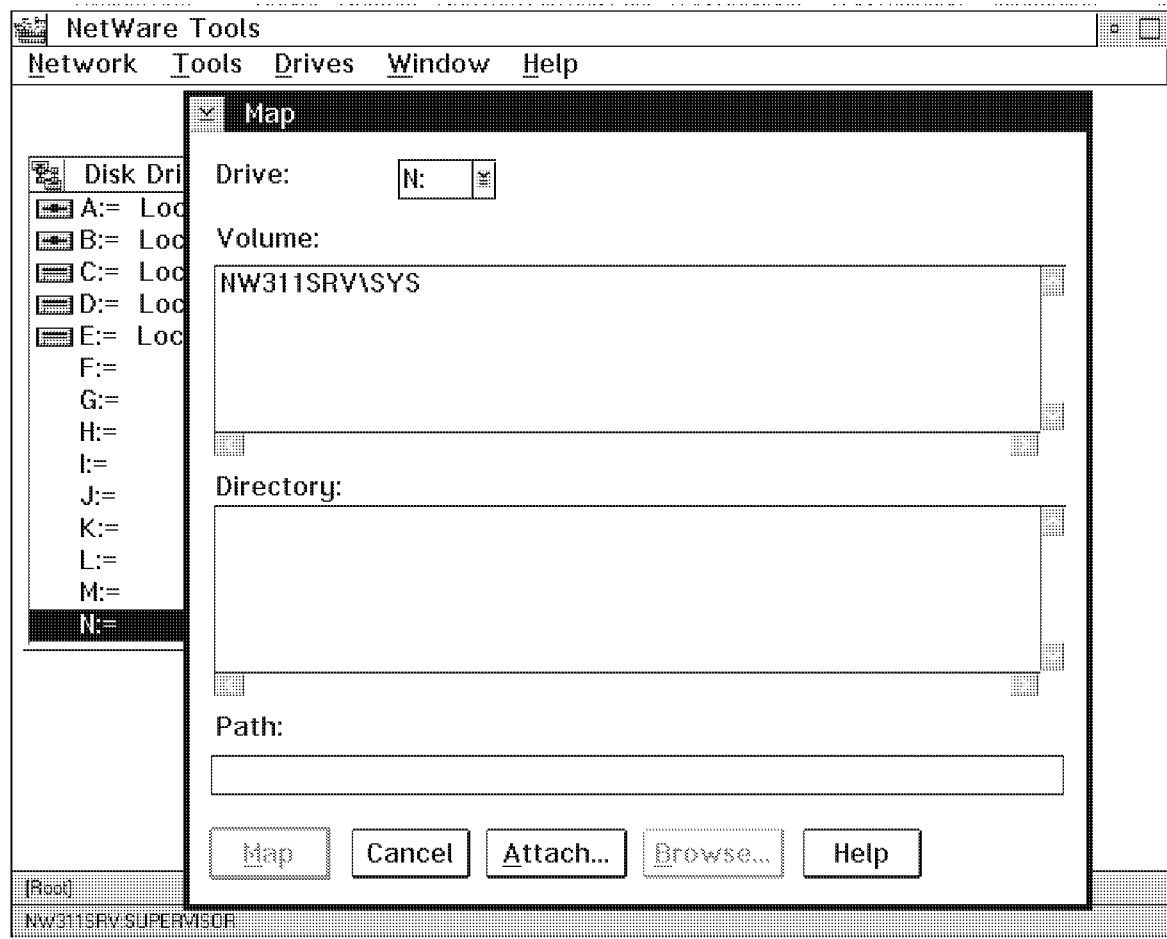 NetWare Tools
Network Tools Drives Window Help
Map
Disk Dri
A:= Loc
B:= Loc
C:= Loc
D:= Loc
E:= Loc
F:=
G:=
H:=
I:=
J:=
K:=
L:=
M:=
N:=
Drive: N:
Volume:
NW311SRV\SYS
Directory:
Path:
Map Cancel Attach... Browse... Help
[Root]
NW311SRV:SUPERVISOR